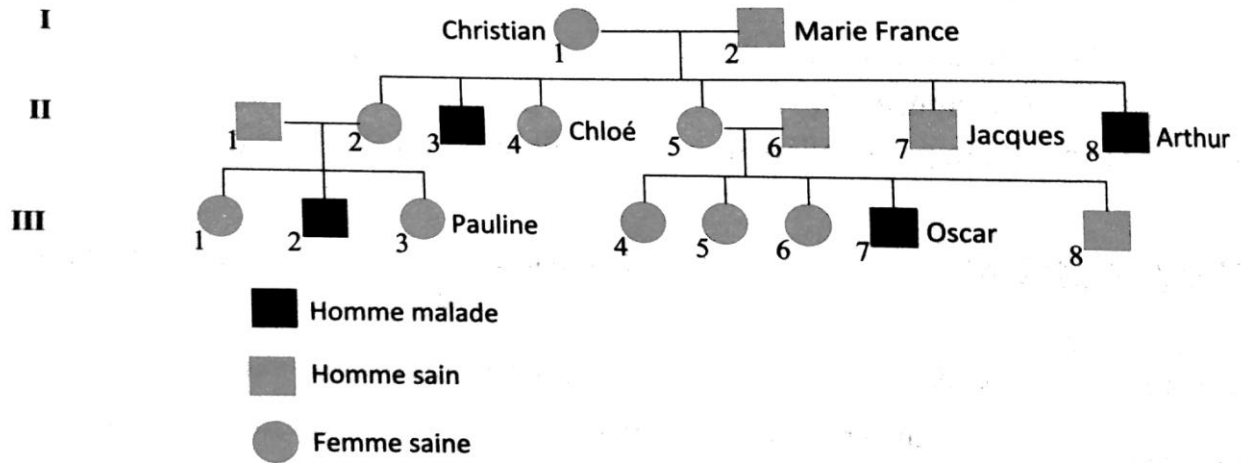 I
Christian 1 2 Marie France
II
1 2 3 4 Chloé 5 6 7 Jacques 8 Arthur
III
1 2 3 Pauline 4 5 6 7 Oscar 8
Homme malade
Homme sain
Femme saine